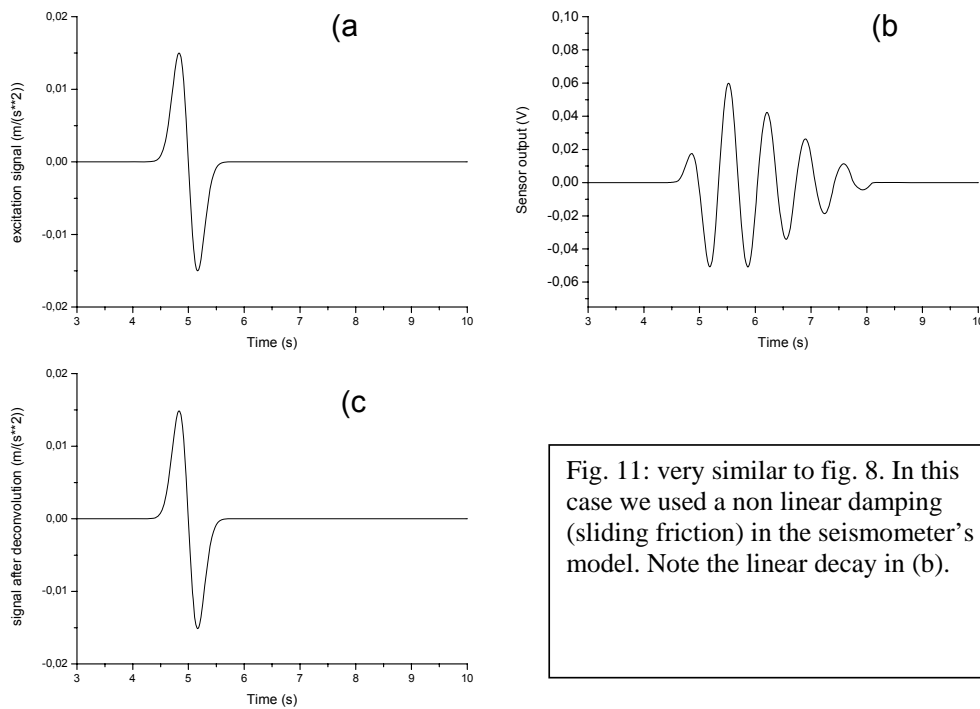 (a
0,02
0,01
0,00
-0,01
-0,02
excitation signal (m/(s**2))
3 4 5 6 7 8 9 10
Time (s)
(b
0,10
0,08
0,06
0,04
0,02
0,00
-0,02
-0,04
-0,06
Sensor output (V)
3 4 5 6 7 8 9 10
Time (s)
(c
0,02
0,01
0,00
-0,01
-0,02
signal after deconvolution (m/(s**2))
3 4 5 6 7 8 9 10
Time (s)
Fig. 11: very similar to fig. 8. In this
case we used a non linear damping
(sliding friction) in the seismometer’s
model. Note the linear decay in (b).